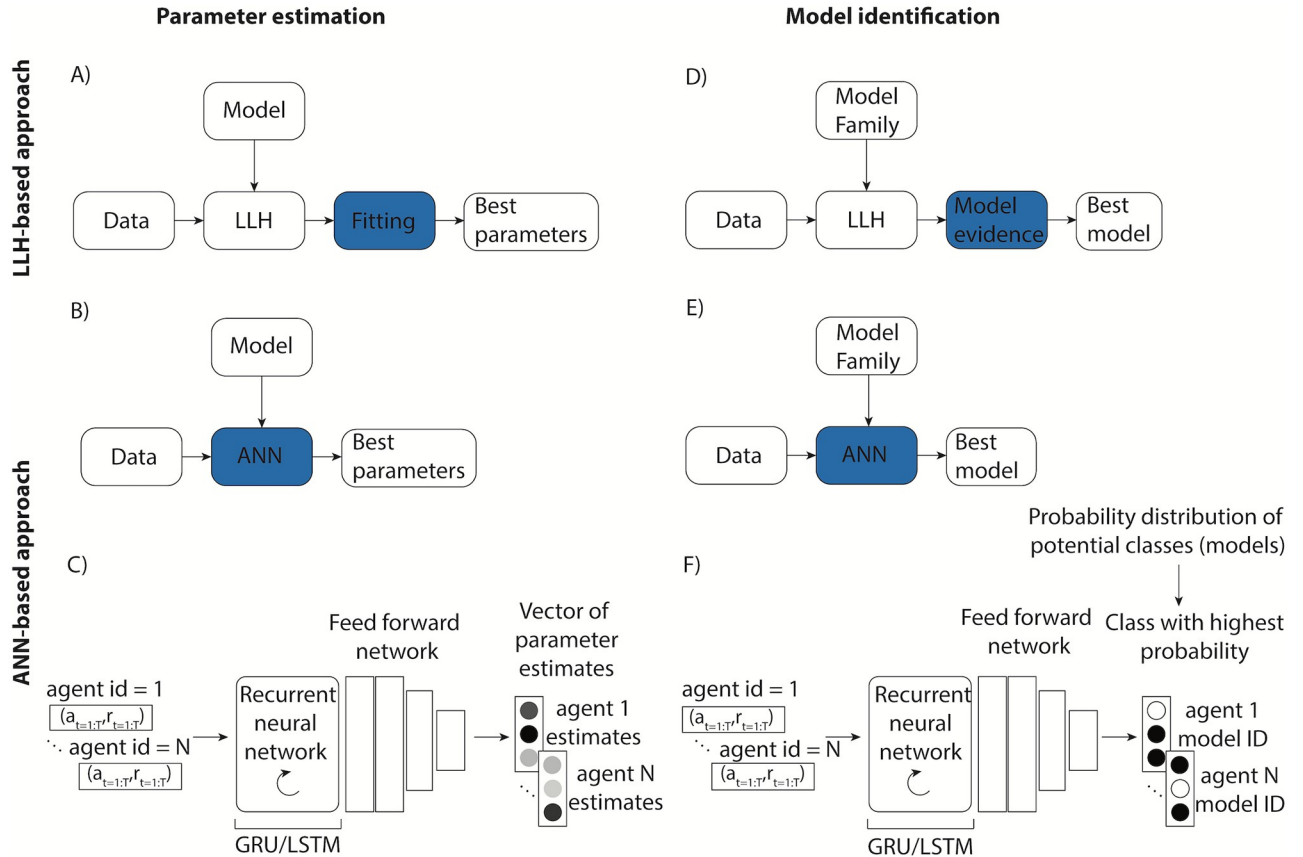 Parameter estimation
Model identification
LLH-based approach
A)
Model
Data
LLH
Fitting
Best
parameters
D)
Model
Family
Data
LLH
Model
evidence
Best
model
ANN-based approach
B)
Model
Data
ANN
Best
parameters
E)
Model
Family
Data
ANN
Best
model
C)
Feed forward
network
Vector of
parameter
estimates
agent id = 1
(a_{t=1:T},r_{t=1:T})
agent id = N
(a_{t=1:T},r_{t=1:T})
Recurrent
neural
network
GRU/LSTM
agent 1
estimates
agent N
estimates
F)
Probability distribution of
potential classes (models)
Class with highest
probability
Feed forward
network
agent id = 1
(a_{t=1:T},r_{t=1:T})
agent id = N
(a_{t=1:T},r_{t=1:T})
Recurrent
neural
network
GRU/LSTM
agent 1
model ID
agent N
model ID